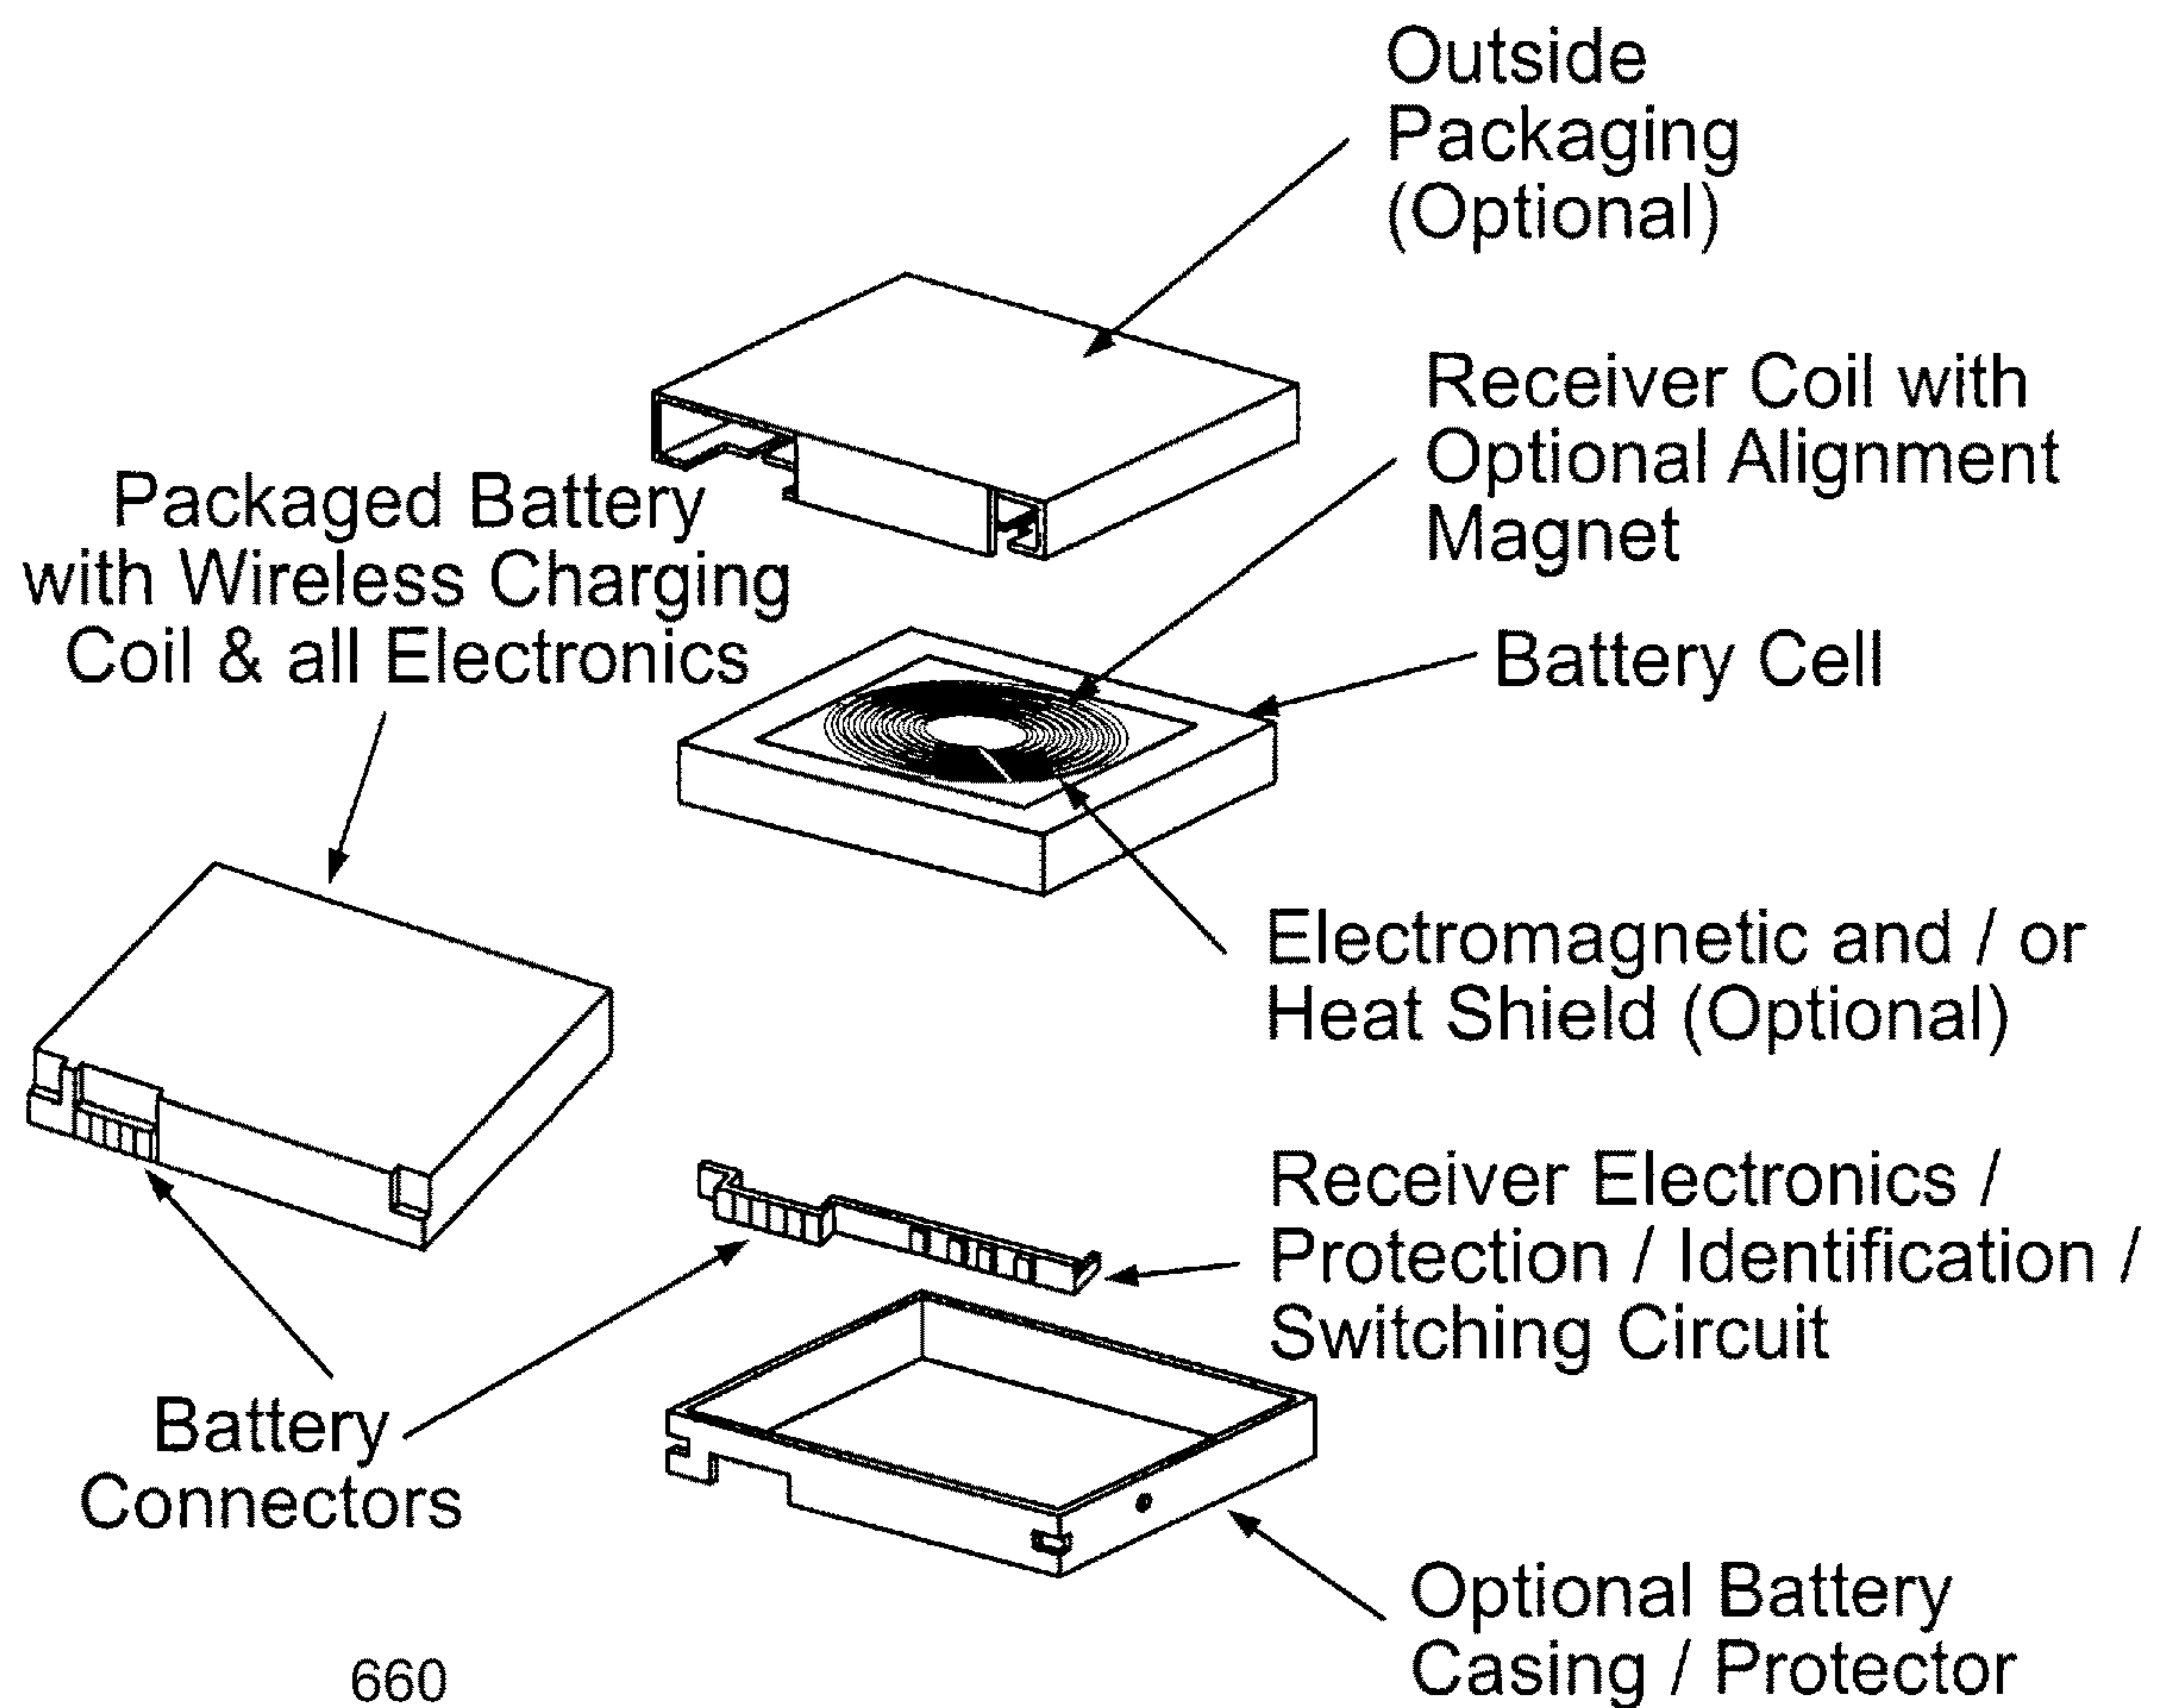 Outside
Packaging
(Optional)
Receiver Coil with
Optional Alignment
Magnet
Packaged Battery
with Wireless Charging
Coil & all Electronics
Battery Cell
Electromagnetic and / or
Heat Shield (Optional)
Receiver Electronics /
Protection / Identification /
Switching Circuit
Battery
Connectors
Optional Battery
Casing / Protector
660